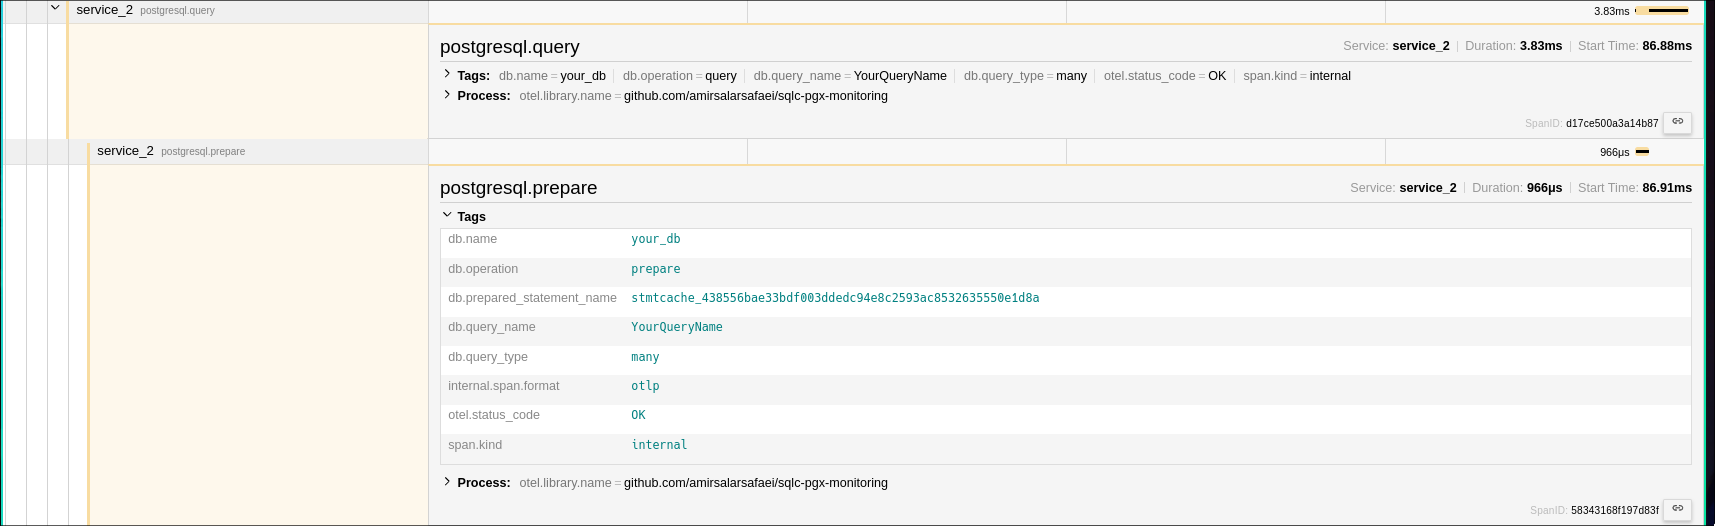 service_2 postgresql.query 3.83ms
postgresql.query Service: service_2 Duration: 3.83ms Start Time: 86.88ms
Tags: db.name = your_db db.operation = query db.query_name = YourQueryName db.query_type = many otel.status_code = OK span.kind = internal
Process: otel.library.name = github.com/amirsalarsafaei/sqlc-pgx-monitoring
SpanID: d17ce500a3a14b87
service_2 postgresql.prepare 966μs
postgresql.prepare Service: service_2 Duration: 966μs Start Time: 86.91ms
Tags
db.name your_db
db.operation prepare
db.prepared_statement_name stmtcache_438556bae33bdf003ddedc94e8c2593ac8532635550e1d8a
db.query_name YourQueryName
db.query_type many
internal.span.format otlp
otel.status_code OK
span.kind internal
Process: otel.library.name = github.com/amirsalarsafaei/sqlc-pgx-monitoring
SpanID: 58343168f197d83f